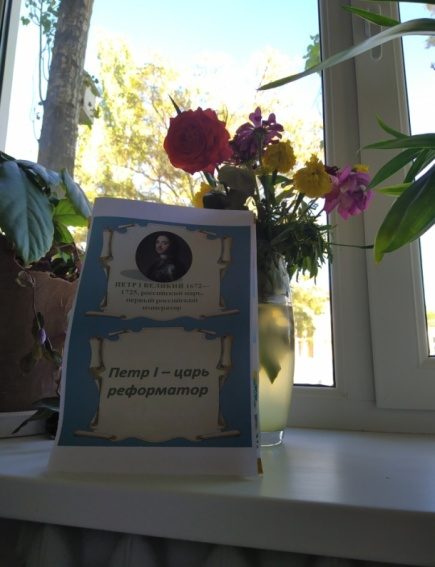 ПЕТР I ВЕЛИКИЙ 1672—
1725, российский царь,
первый российский
император
Петр I – царь
реформатор